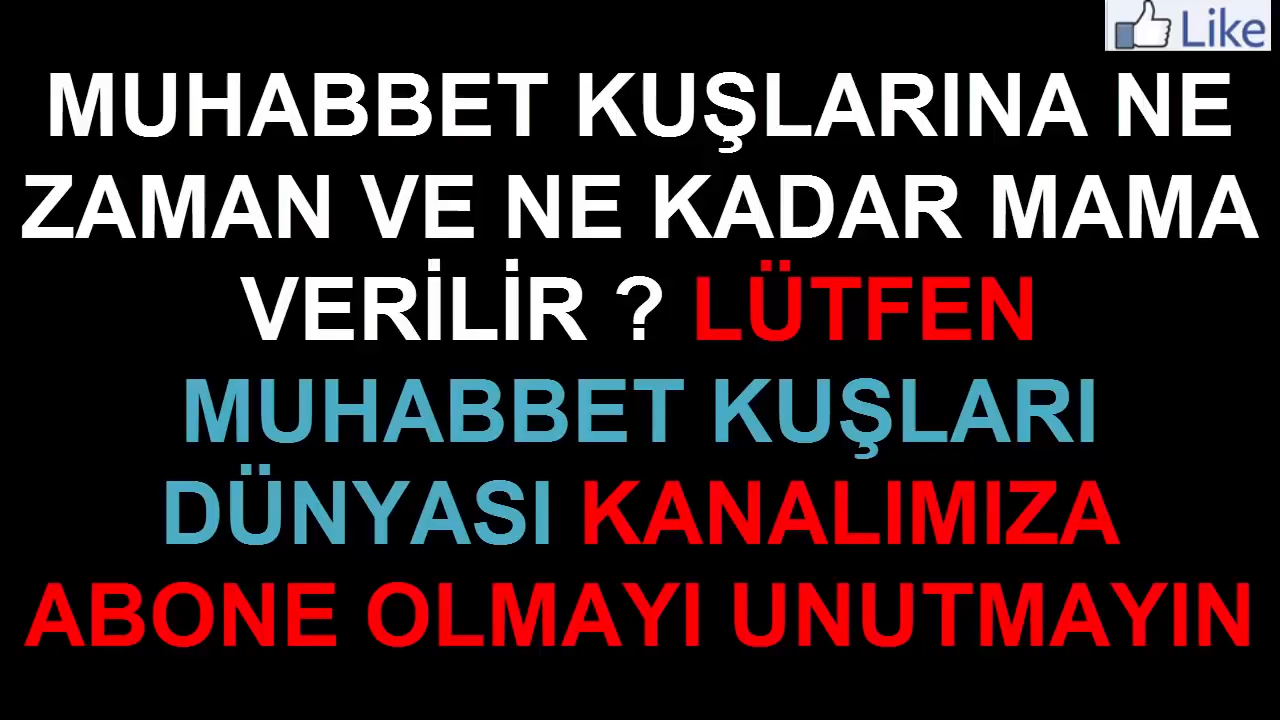 Like
MUHABBET KUŞLARINA NE
ZAMAN VE NE KADAR MAMA
VERİLİR ? LÜTFEN
MUHABBET KUŞLARI
DÜNYASI KANALIMIZA
ABONE OLMAYI UNUTMAYIN